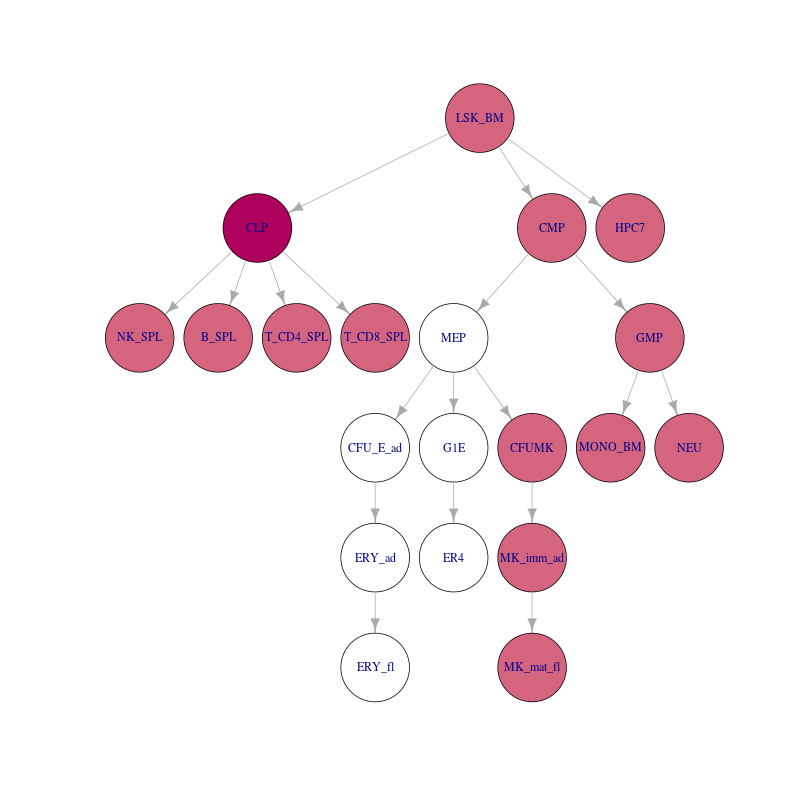 LSK_BM
CLP
CMP
HPC7
NK_SPL
B_SPL
T_CD4_SPL
T_CD8_SPL
MEP
GMP
CFU_E_ad
G1E
CFUMK
MONO_BM
NEU
ERY_ad
ER4
MK_imm_ad
ERY_fl
MK_mat_fl